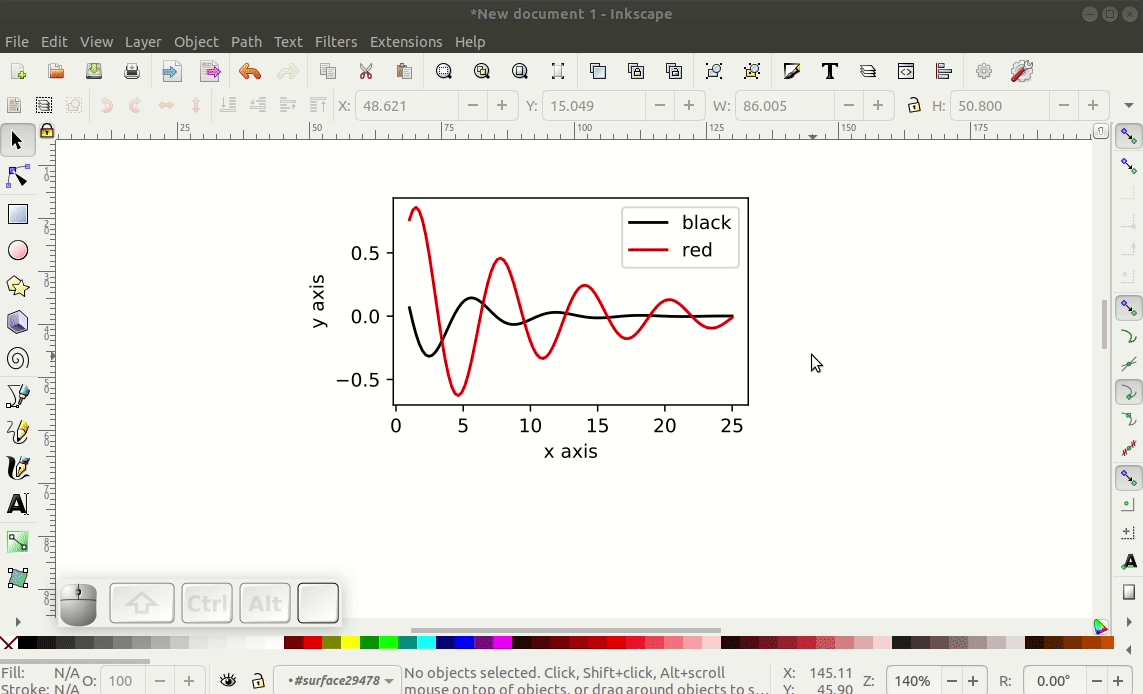 *New document 1 - Inkscape
File Edit View Layer Object Path Text Filters Extensions Help
X: 48.621 − + Y: 15.049 − + W: 86.005 − + H: 50.800 − +
25 50 75 100 125 150 175
black
red
0.5
0.0
−0.5
y axis
0 5 10 15 20 25
x axis
Ctrl Alt
Fill: N/A
Stroke: N/A
O: 100 − +
•#surface29478
No objects selected. Click, Shift+click, Alt+scroll
mouse on top of objects, or drag around objects to s...
X: 145.11
Y: 45.90
Z: 140% − +
R: 0.00° − +